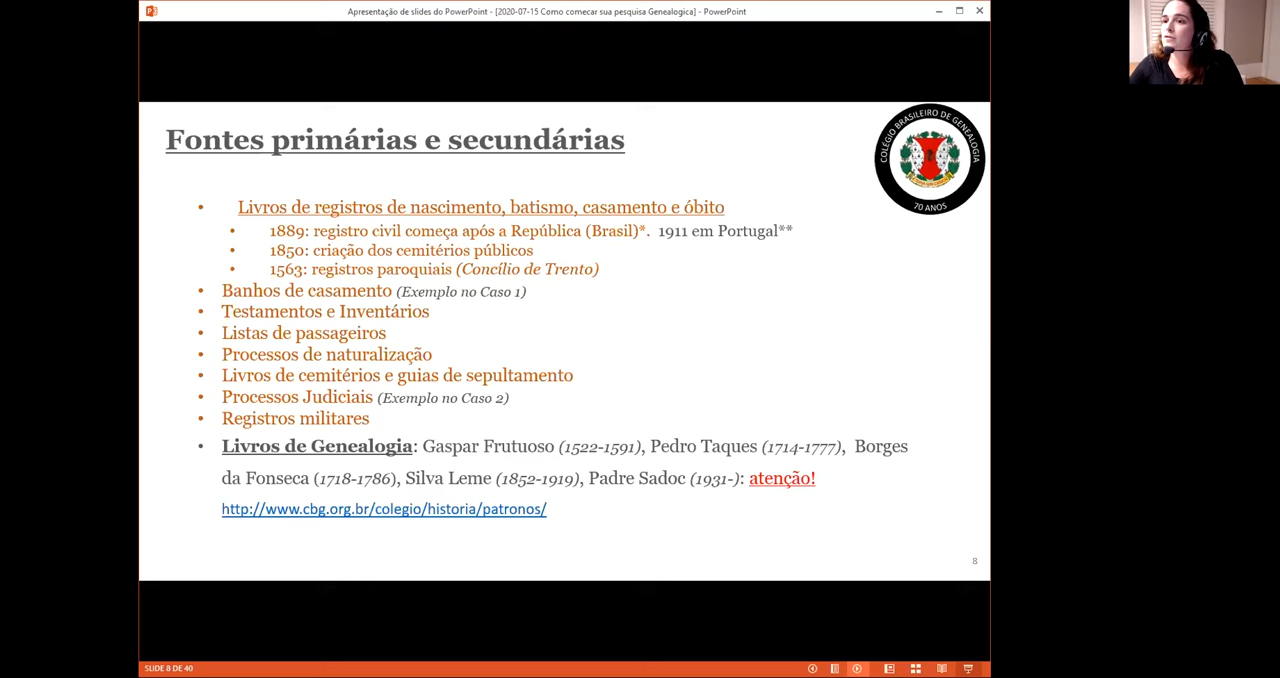 Apresentação de slides do PowerPoint - [2020-07-15 Como comecar sua pesquisa Genealogica] - PowerPoint
Fontes primárias e secundárias
COLÉGIO BRASILEIRO DE GENEALOGIA
70 ANOS
• Livros de registros de nascimento, batismo, casamento e óbito
• 1889: registro civil começa após a República (Brasil)*. 1911 em Portugal**
• 1850: criação dos cemitérios públicos
• 1563: registros paroquiais (Concílio de Trento)
• Banhos de casamento (Exemplo no Caso 1)
• Testamentos e Inventários
• Listas de passageiros
• Processos de naturalização
• Livros de cemitérios e guias de sepultamento
• Processos Judiciais (Exemplo no Caso 2)
• Registros militares
• Livros de Genealogia: Gaspar Frutuoso (1522-1591), Pedro Taques (1714-1777), Borges
da Fonseca (1718-1786), Silva Leme (1852-1919), Padre Sadoc (1931-): atenção!
http://www.cbg.org.br/colegio/historia/patronos/
8
SLIDE 8 DE 40